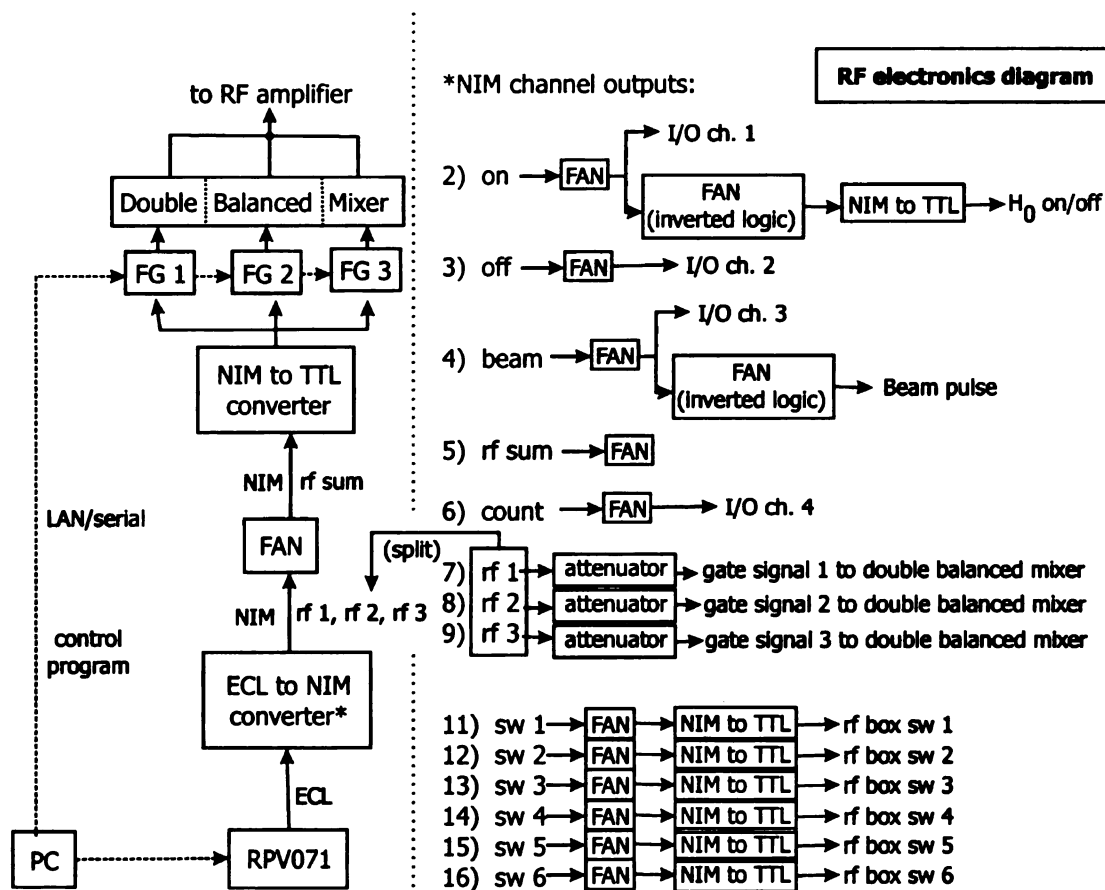 RF electronics diagram
to RF amplifier
Double Balanced Mixer
FG 1 FG 2 FG 3
NIM to TTL
converter
NIM rf sum
LAN/serial
FAN
NIM rf 1, rf 2, rf 3
control
program
ECL to NIM
converter*
ECL
PC
RPV071
*NIM channel outputs:
I/O ch. 1
2) on FAN
FAN
(inverted logic)
NIM to TTL
H0 on/off
3) off FAN I/O ch. 2
I/O ch. 3
4) beam FAN
FAN
(inverted logic)
Beam pulse
5) rf sum FAN
6) count FAN I/O ch. 4
(split)
7) rf 1 attenuator gate signal 1 to double balanced mixer
8) rf 2 attenuator gate signal 2 to double balanced mixer
9) rf 3 attenuator gate signal 3 to double balanced mixer
11) sw 1 FAN NIM to TTL rf box sw 1
12) sw 2 FAN NIM to TTL rf box sw 2
13) sw 3 FAN NIM to TTL rf box sw 3
14) sw 4 FAN NIM to TTL rf box sw 4
15) sw 5 FAN NIM to TTL rf box sw 5
16) sw 6 FAN NIM to TTL rf box sw 6